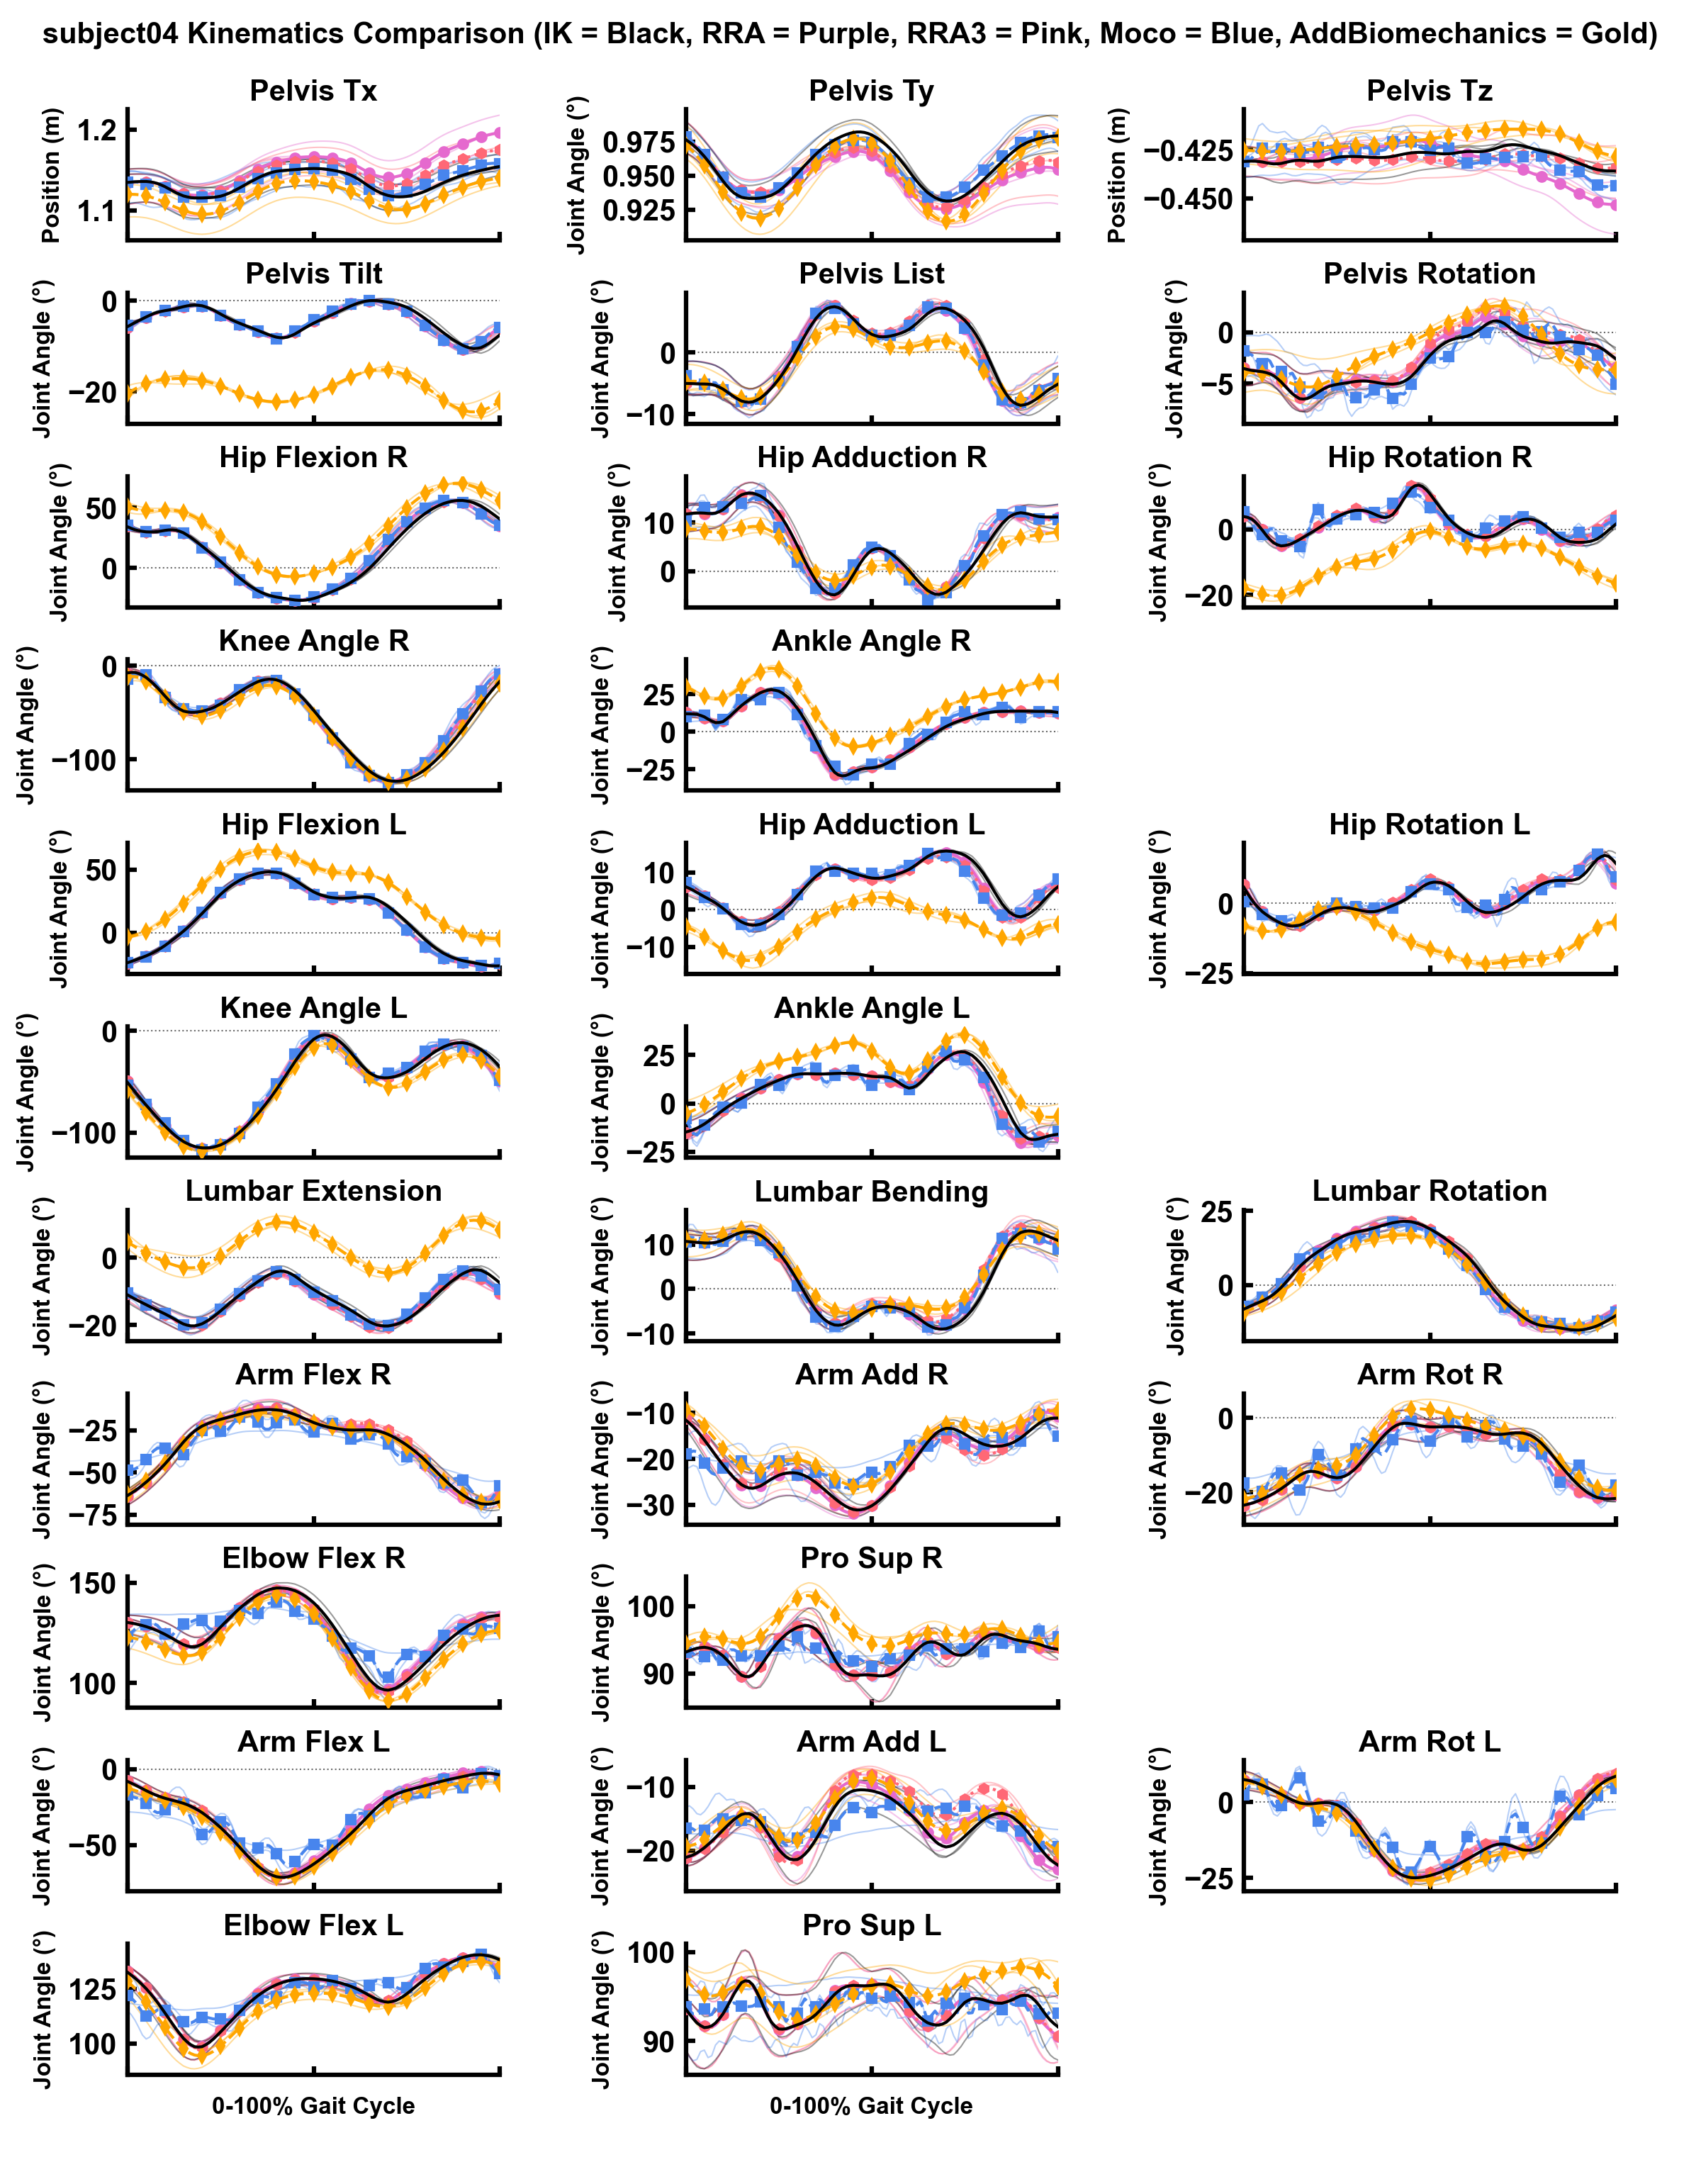 subject04 Kinematics Comparison (IK = Black, RRA = Purple, RRA3 = Pink, Moco = Blue, AddBiomechanics = Gold)
Pelvis Tx
Position (m)
1.2
1.1
Pelvis Ty
Joint Angle (°)
0.975
0.950
0.925
Pelvis Tz
Position (m)
−0.425
−0.450
Pelvis Tilt
Joint Angle (°)
0
−20
Pelvis List
Joint Angle (°)
0
−10
Pelvis Rotation
Joint Angle (°)
0
−5
Hip Flexion R
Joint Angle (°)
50
0
Hip Adduction R
Joint Angle (°)
10
0
Hip Rotation R
Joint Angle (°)
0
−20
Knee Angle R
Joint Angle (°)
0
−100
Ankle Angle R
Joint Angle (°)
25
0
−25
Hip Flexion L
Joint Angle (°)
50
0
Hip Adduction L
Joint Angle (°)
10
0
−10
Hip Rotation L
Joint Angle (°)
0
−25
Knee Angle L
Joint Angle (°)
0
−100
Ankle Angle L
Joint Angle (°)
25
0
−25
Lumbar Extension
Joint Angle (°)
0
−20
Lumbar Bending
Joint Angle (°)
10
0
−10
Lumbar Rotation
Joint Angle (°)
25
0
Arm Flex R
Joint Angle (°)
−25
−50
−75
Arm Add R
Joint Angle (°)
−10
−20
−30
Arm Rot R
Joint Angle (°)
0
−20
Elbow Flex R
Joint Angle (°)
150
100
Pro Sup R
Joint Angle (°)
100
90
Arm Flex L
Joint Angle (°)
0
−50
Arm Add L
Joint Angle (°)
−10
−20
Arm Rot L
Joint Angle (°)
0
−25
Elbow Flex L
Joint Angle (°)
125
100
0-100% Gait Cycle
Pro Sup L
Joint Angle (°)
100
90
0-100% Gait Cycle